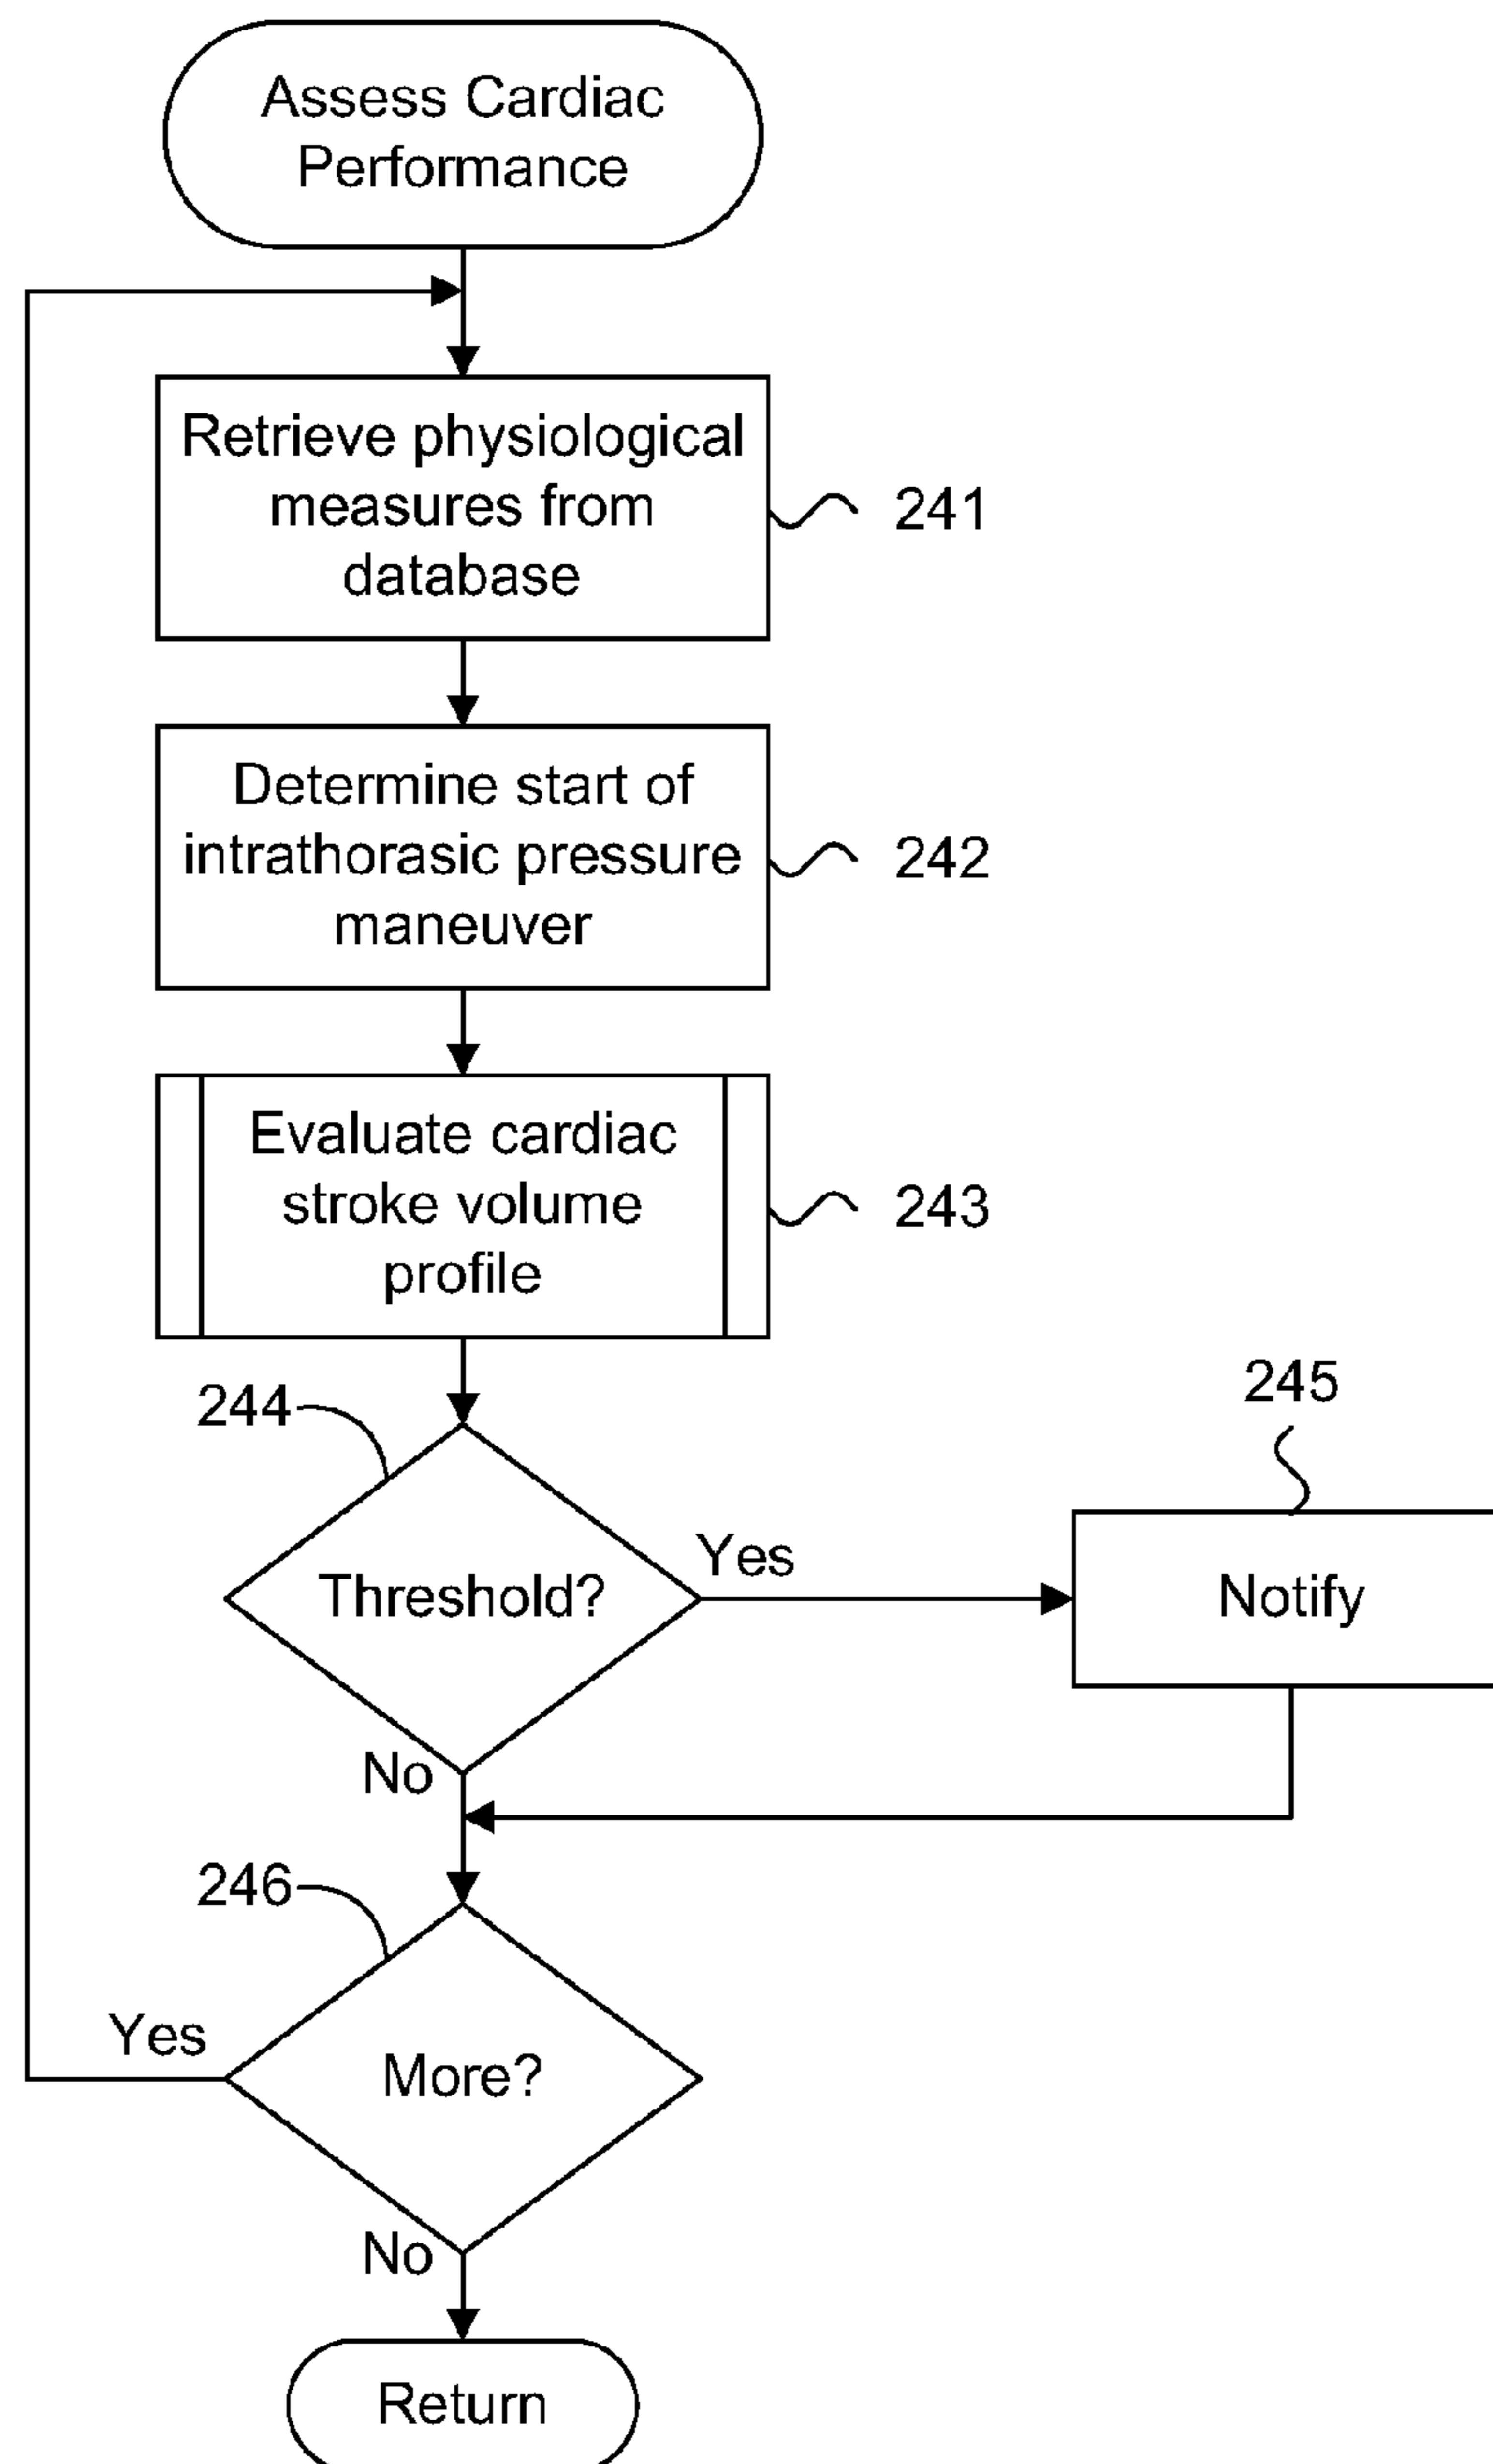 Assess Cardiac
Performance
Retrieve physiological
measures from
database
241
Determine start of
intrathorasic pressure
maneuver
242
Evaluate cardiac
stroke volume
profile
243
244
Threshold?
Yes
245
Notify
No
246
More?
Yes
No
Return